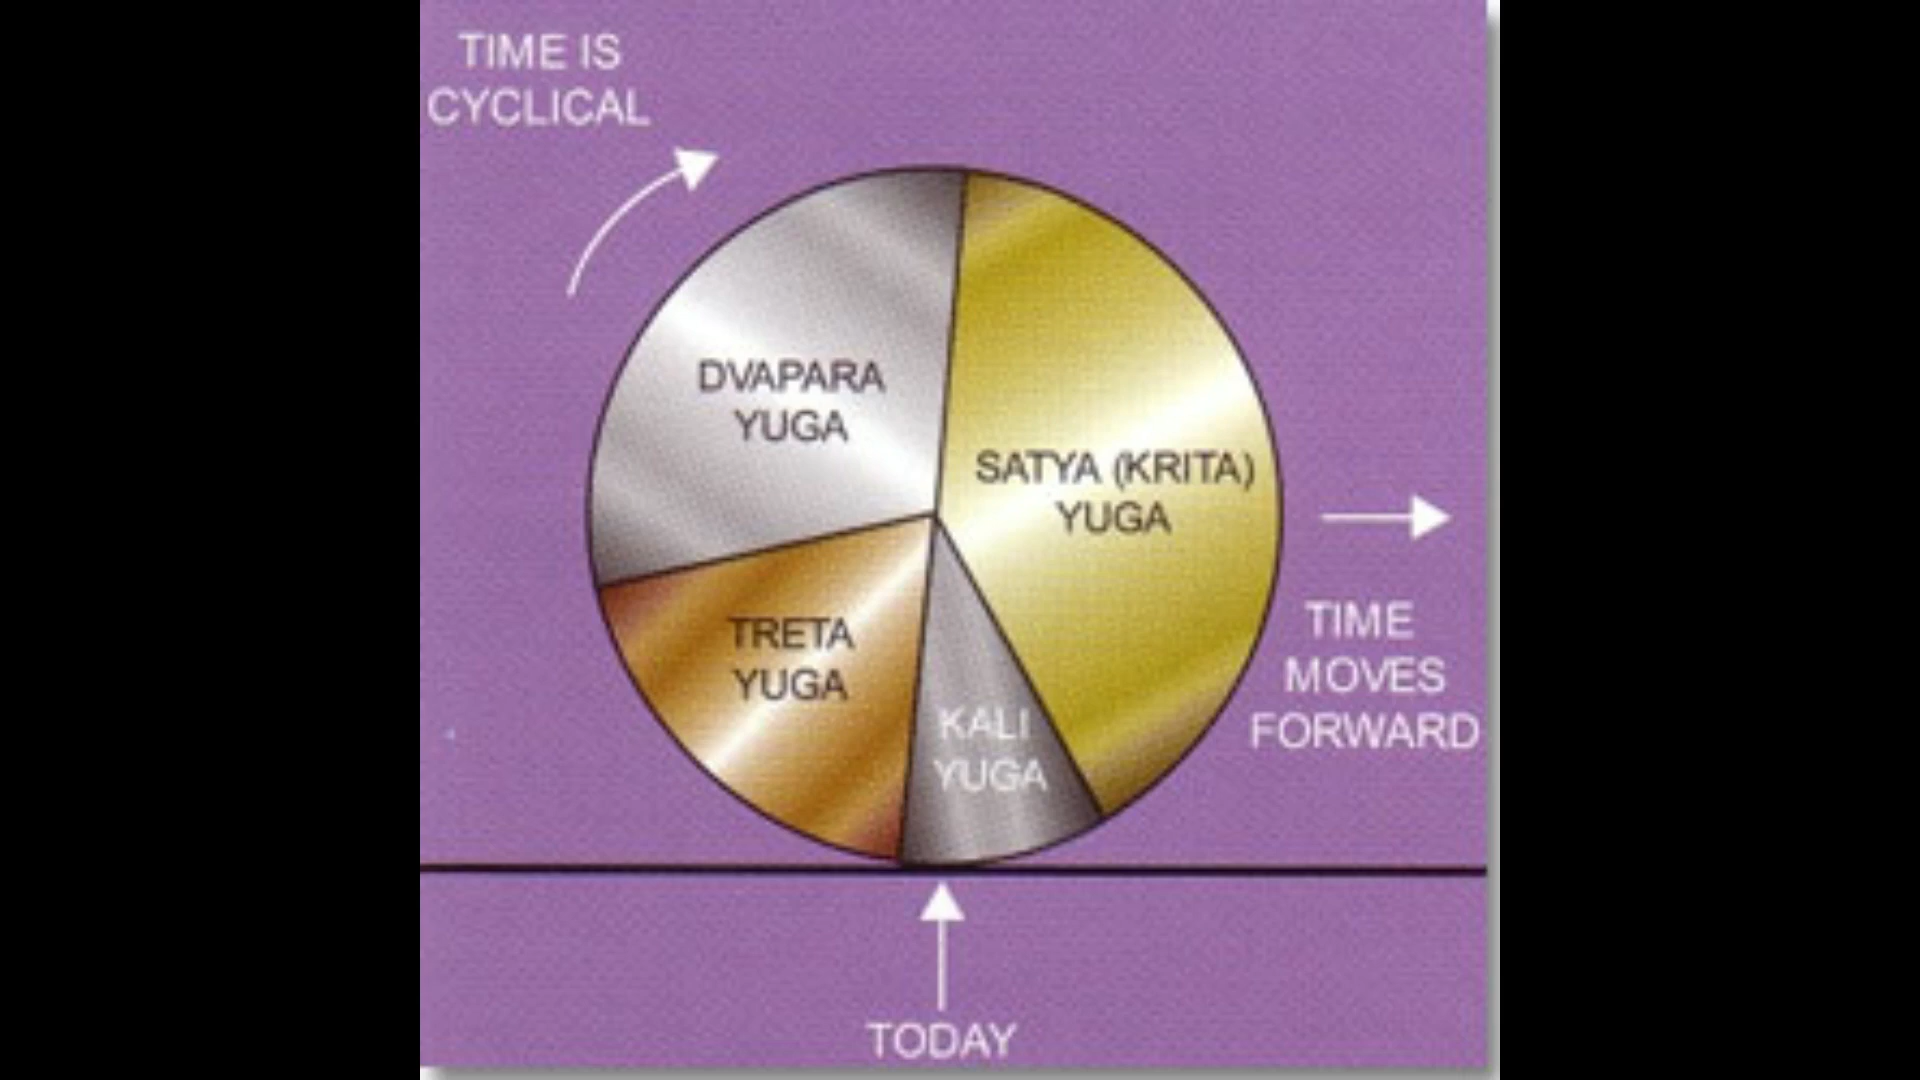 TIME IS
CYCLICAL
DVAPARA
YUGA
SATYA (KRITA)
YUGA
TRETA
YUGA
KALI
YUGA
TIME
MOVES
FORWARD
TODAY